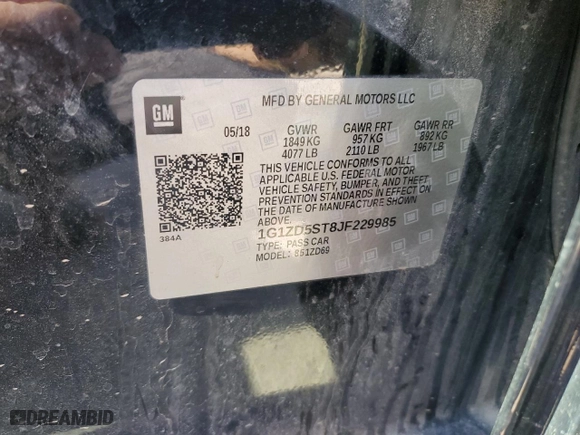 GM
MFD BY GENERAL MOTORS LLC
05/18 GVWR GAWR FRT GAWR RR
1849 KG 957 KG 892 KG
4077 LB 2110 LB 1967 LB
THIS VEHICLE CONFORMS TO ALL
APPLICABLE U.S. FEDERAL MOTOR
VEHICLE SAFETY, BUMPER, AND THEFT
PREVENTION STANDARDS IN EFFECT ON
THE DATE OF MANUFACTURE SHOWN
ABOVE.
384A
1G1ZD5ST8JF229985
TYPE: PASS CAR
MODEL: 8S1ZD69
DREAMBID